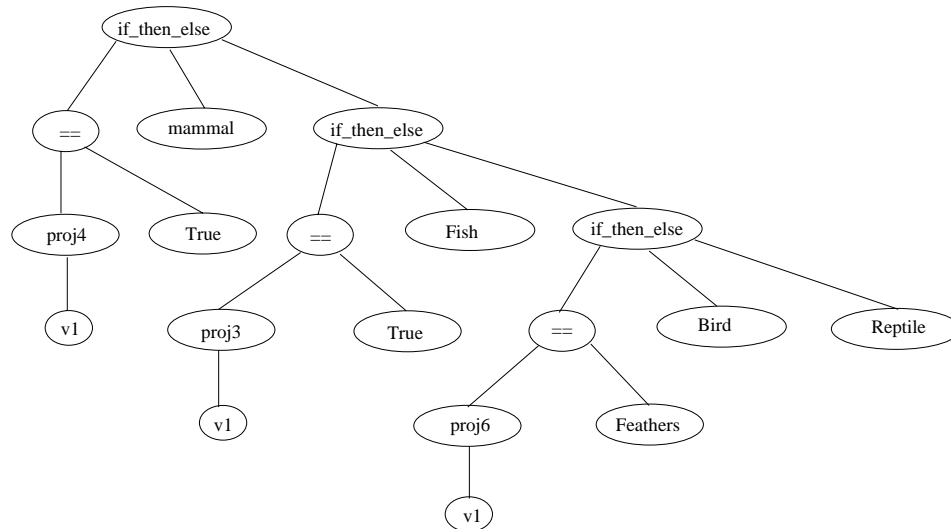 if_then_else
== mammal if_then_else
proj4 True == Fish if_then_else
v1 proj3 True == Bird Reptile
v1 proj6 Feathers
v1